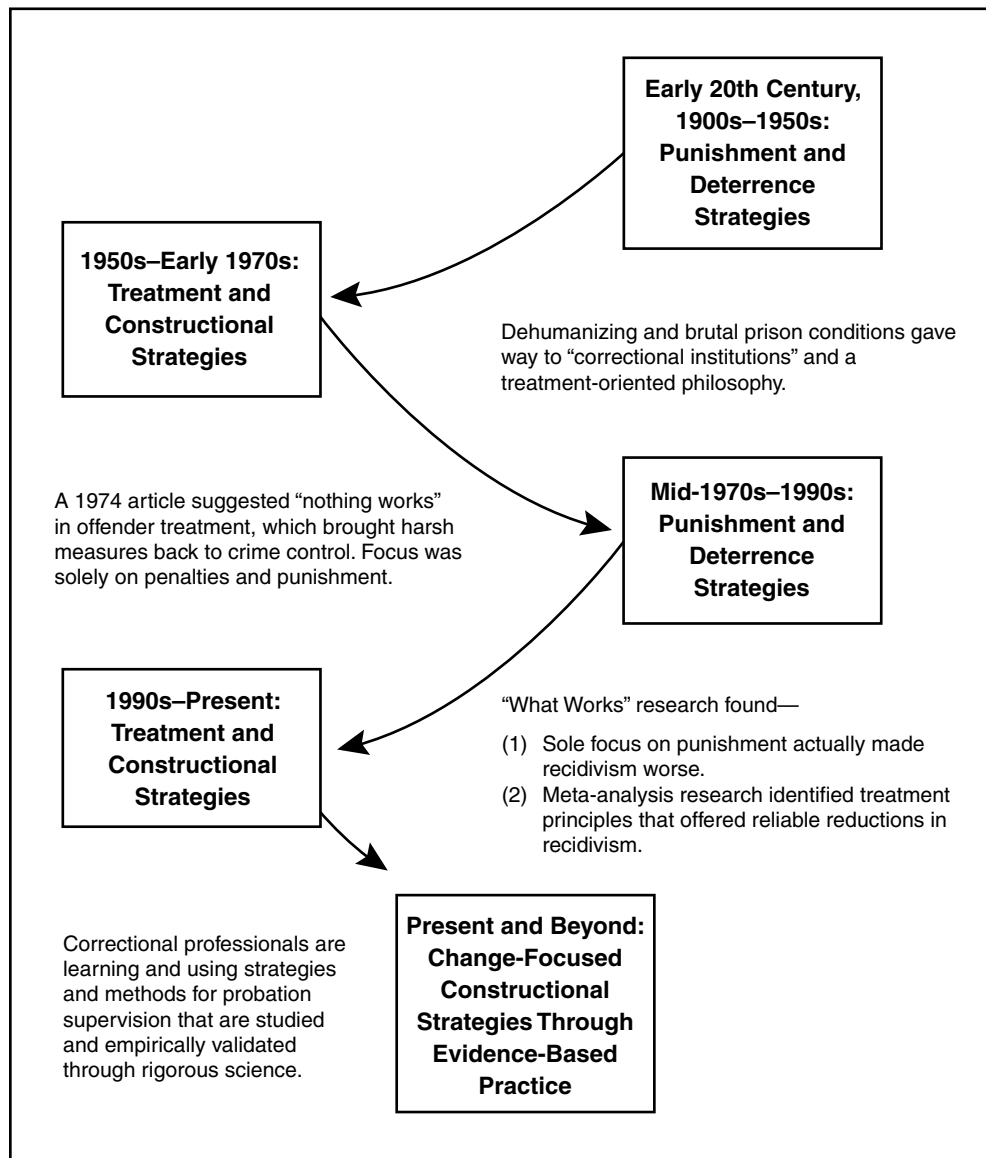 Early 20th Century,
1900s–1950s:
Punishment and
Deterrence
Strategies
1950s–Early 1970s:
Treatment and
Constructional
Strategies
Dehumanizing and brutal prison conditions gave
way to “correctional institutions” and a
treatment-oriented philosophy.
A 1974 article suggested “nothing works”
in offender treatment, which brought harsh
measures back to crime control. Focus was
solely on penalties and punishment.
Mid-1970s–1990s:
Punishment and
Deterrence
Strategies
1990s–Present:
Treatment and
Constructional
Strategies
“What Works” research found—
(1) Sole focus on punishment actually made
recidivism worse.
(2) Meta-analysis research identified treatment
principles that offered reliable reductions in
recidivism.
Correctional professionals are
learning and using strategies
and methods for probation
supervision that are studied
and empirically validated
through rigorous science.
Present and Beyond:
Change-Focused
Constructional
Strategies Through
Evidence-Based
Practice